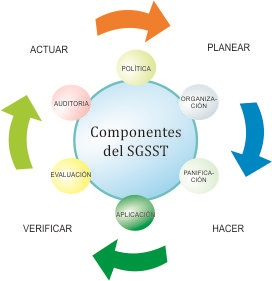 ACTUAR
PLANEAR
POLÍTICA
AUDITORIA
ORGANIZA-
CIÓN
Componentes
del SGSST
EVALUACIÓN
PANIFICA-
CIÓN
APLICACIÓN
VERIFICAR
HACER